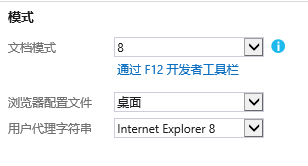 模式
文档模式 8
通过 F12 开发者工具栏
浏览器配置文件 桌面
用户代理字符串 Internet Explorer 8